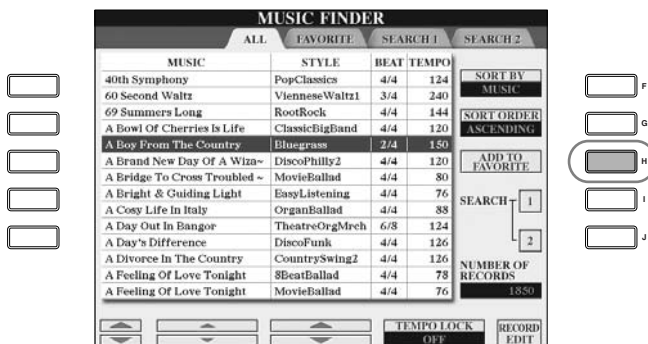 MUSIC FINDER
ALL FAVORITE SEARCH 1 SEARCH 2
MUSIC STYLE BEAT TEMPO
40th Symphony PopClassics 4/4 124
60 Second Waltz VienneseWaltz1 3/4 240
69 Summers Long RootRock 4/4 144
A Bowl Of Cherries Is Life ClassicBigBand 4/4 120
A Boy From The Country Bluegrass 2/4 150
A Brand New Day Of A Wiza~ DiscoPhilly2 4/4 120
A Bridge To Cross Troubled ~ MovieBallad 4/4 80
A Bright & Guiding Light EasyListening 4/4 76
A Cosy Life In Italy OrganBallad 4/4 88
A Day Out In Bangor TheatreOrgMrch 6/8 124
A Day's Difference DiscoFunk 4/4 126
A Divorce In The Country CountrySwing2 4/4 126
A Feeling Of Love Tonight 8BeatBallad 4/4 78
A Feeling Of Love Tonight MovieBallad 4/4 76
SORT BY
MUSIC
SORT ORDER
ASCENDING
ADD TO
FAVORITE
SEARCH 1
2
NUMBER OF
RECORDS
1850
F
G
H
I
J
TEMPO LOCK
OFF
RECORD
EDIT